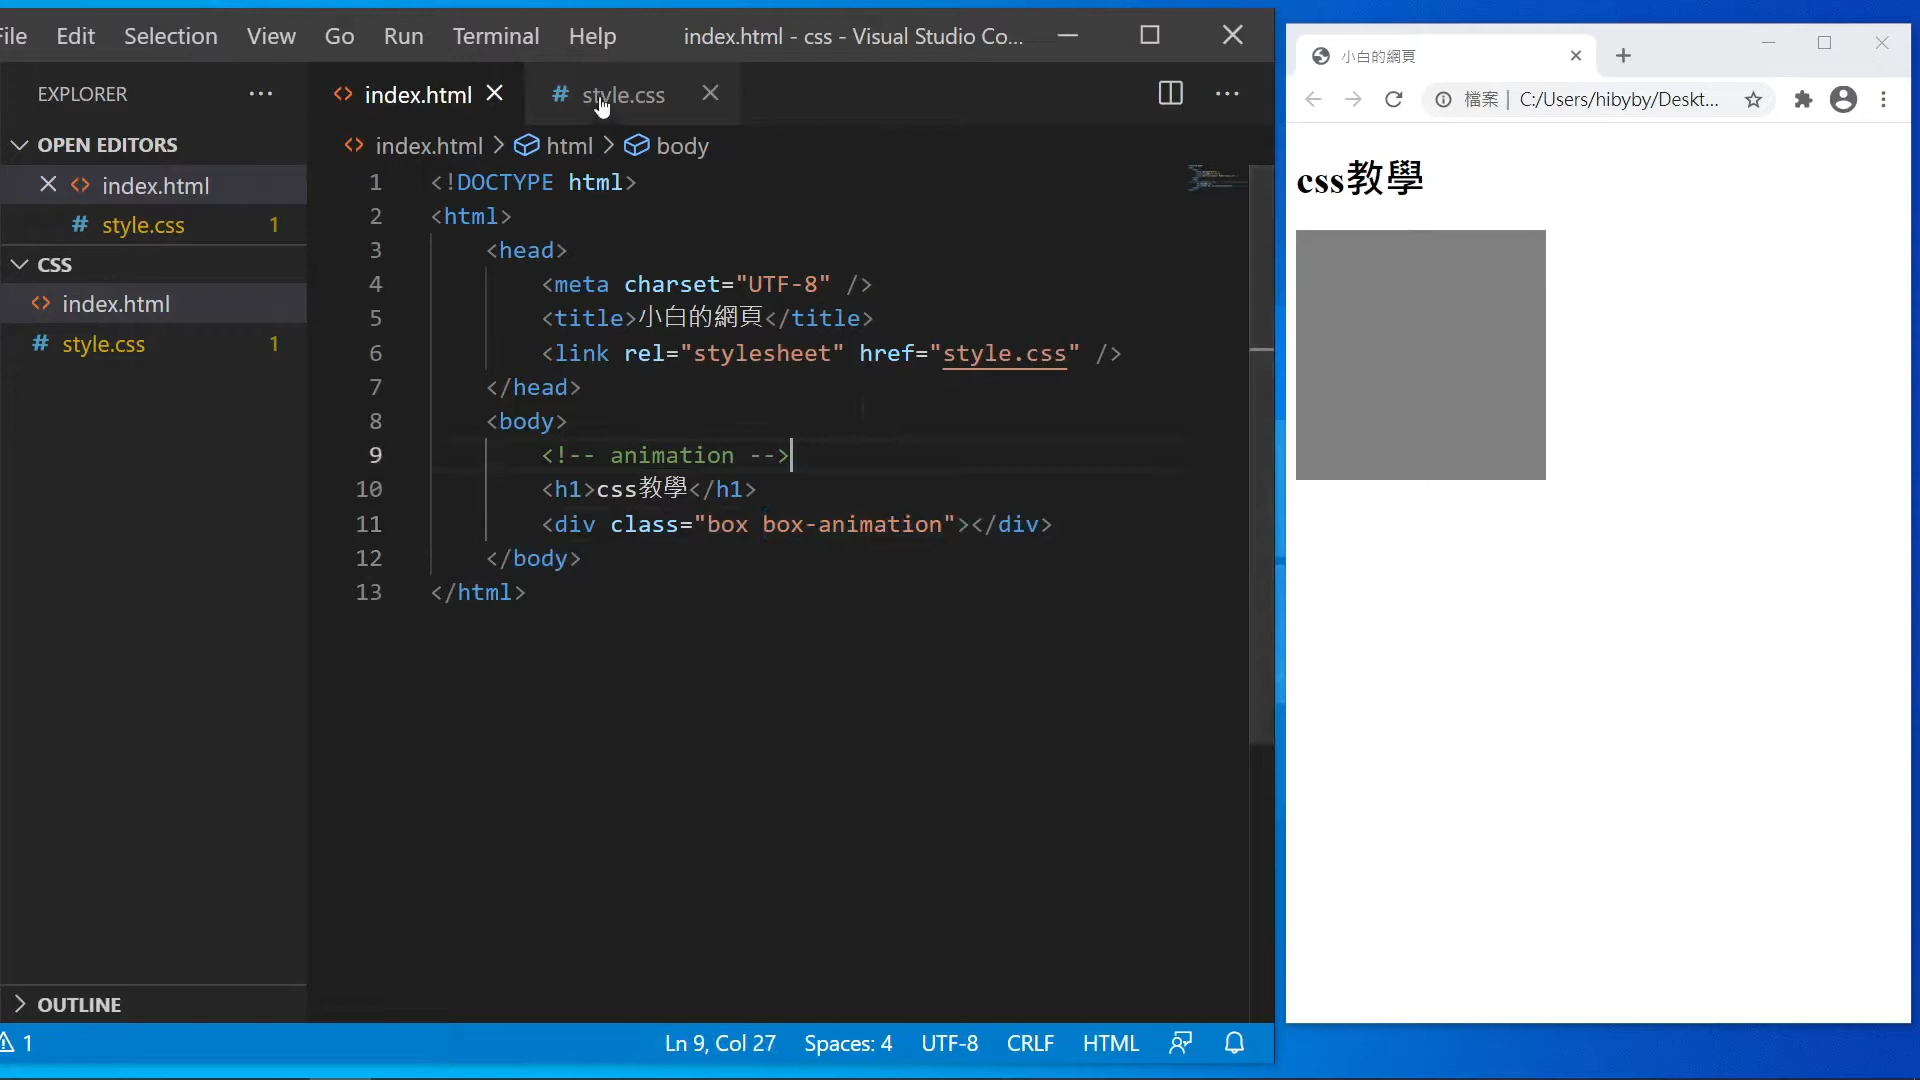 File Edit Selection View Go Run Terminal Help index.html - css - Visual Studio Co...
EXPLORER
OPEN EDITORS
index.html
style.css 1
CSS
index.html
style.css 1
OUTLINE
index.html style.css
index.html > html > body
1 <!DOCTYPE html>
2 <html>
3 <head>
4 <meta charset="UTF-8" />
5 <title>小白的網頁</title>
6 <link rel="stylesheet" href="style.css" />
7 </head>
8 <body>
9 <!-- animation -->
10 <h1>css教學</h1>
11 <div class="box box-animation"></div>
12 </body>
13 </html>
1 Ln 9, Col 27 Spaces: 4 UTF-8 CRLF HTML
小白的網頁
檔案 | C:/Users/hibyby/Deskt...
css教學